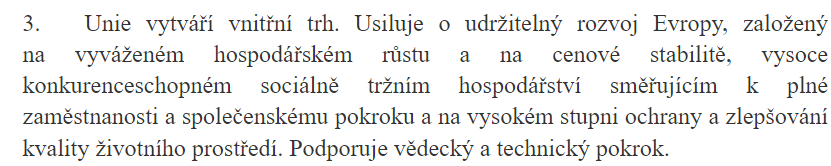 3. Unie vytváří vnitřní trh. Usiluje o udržitelný rozvoj Evropy, založený
na vyváženém hospodářském růstu a na cenové stabilitě, vysoce
konkurenceschopném sociálně tržním hospodářství směřujícím k plné
zaměstnanosti a společenskému pokroku a na vysokém stupni ochrany a zlepšování
kvality životního prostředí. Podporuje vědecký a technický pokrok.